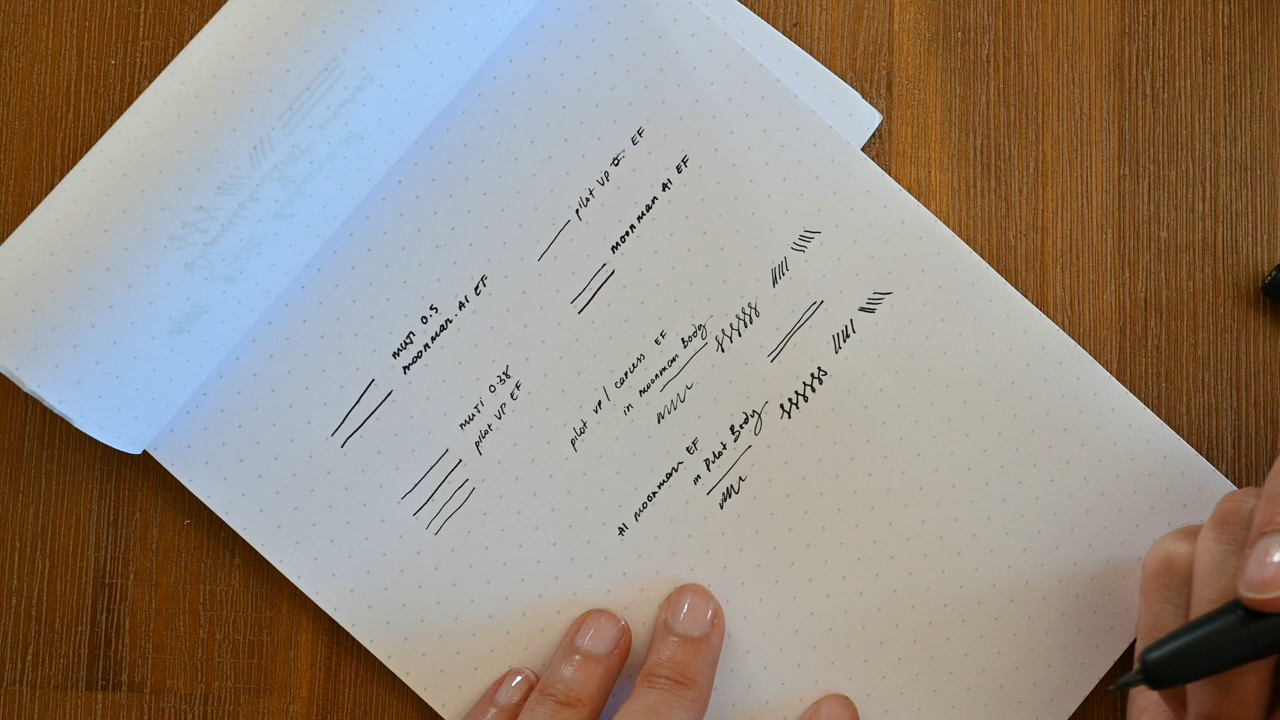 pilot VP EF
moonman A1 EF
muji 0.5
moonman A1 EF
muji 0.38
pilot VP EF
pilot vp / capless EF
in moonman Body
A1 moonman EF
in Pilot Body